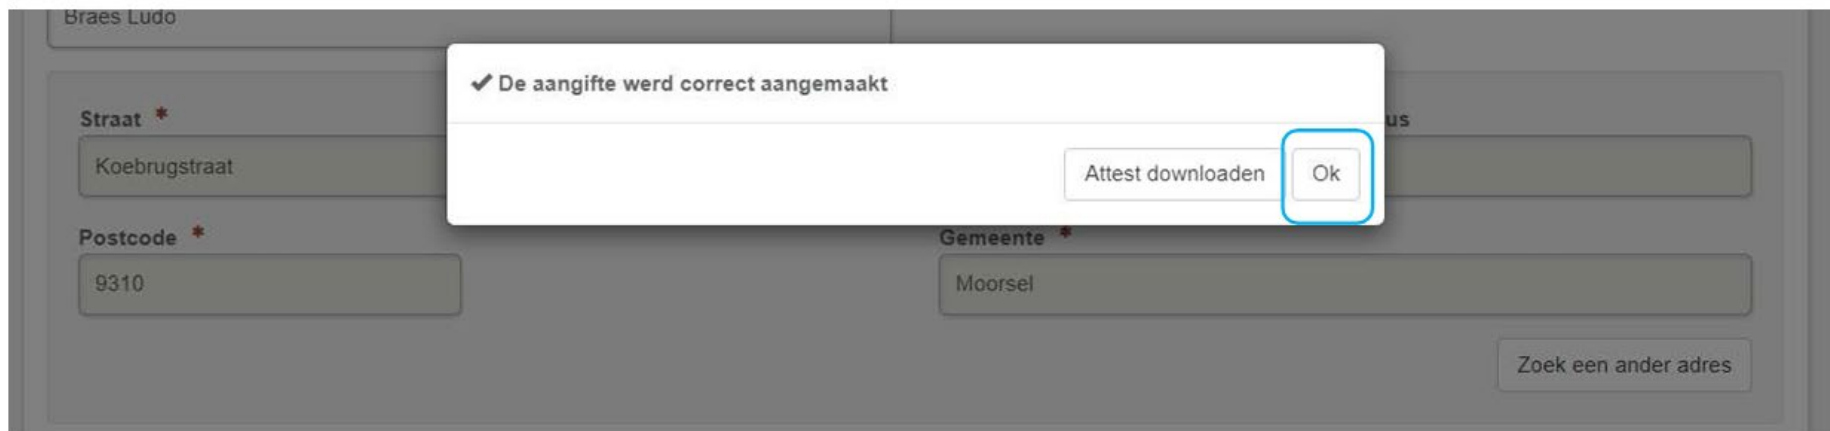 Braes Ludo
✔ De aangifte werd correct aangemaakt
Straat * us
Koebrugstraat
Attest downloaden Ok
Postcode * Gemeente *
9310 Moorsel
Zoek een ander adres